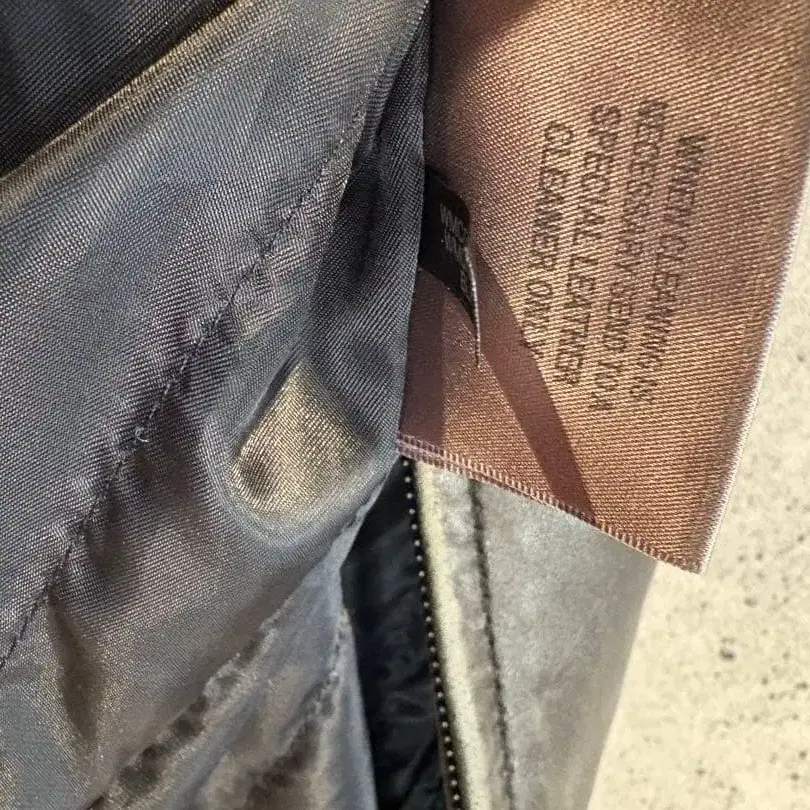 WHEN CLEANING IS
NECESSARY SEND TO A
SPECIAL LEATHER
CLEANER ONLY